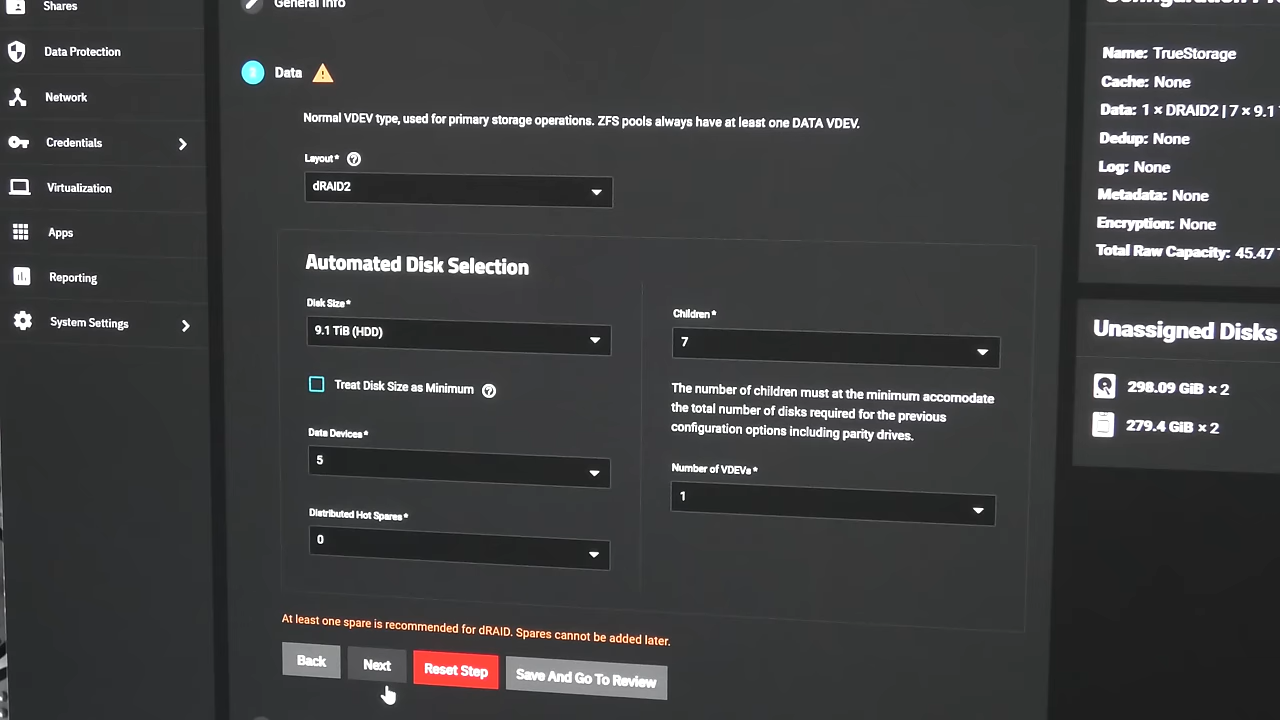 Shares
Data Protection
Network
Credentials
Virtualization
Apps
Reporting
System Settings
General Info
Data
Normal VDEV type, used for primary storage operations. ZFS pools always have at least one DATA VDEV.
Layout*
dRAID2
Automated Disk Selection
Disk Size*
9.1 TiB (HDD)
Treat Disk Size as Minimum
Data Devices*
5
Distributed Hot Spares*
0
Children*
7
The number of children must at the minimum accomodate
the total number of disks required for the previous
configuration options including parity drives.
Number of VDEVs*
1
At least one spare is recommended for dRAID. Spares cannot be added later.
Back
Next
Reset Step
Save And Go To Review
Configuration
Name: TrueStorage
Cache: None
Data: 1 × DRAID2 | 7 × 9.1
Dedup: None
Log: None
Metadata: None
Encryption: None
Total Raw Capacity: 45.47
Unassigned Disks
298.09 GiB × 2
279.4 GiB × 2